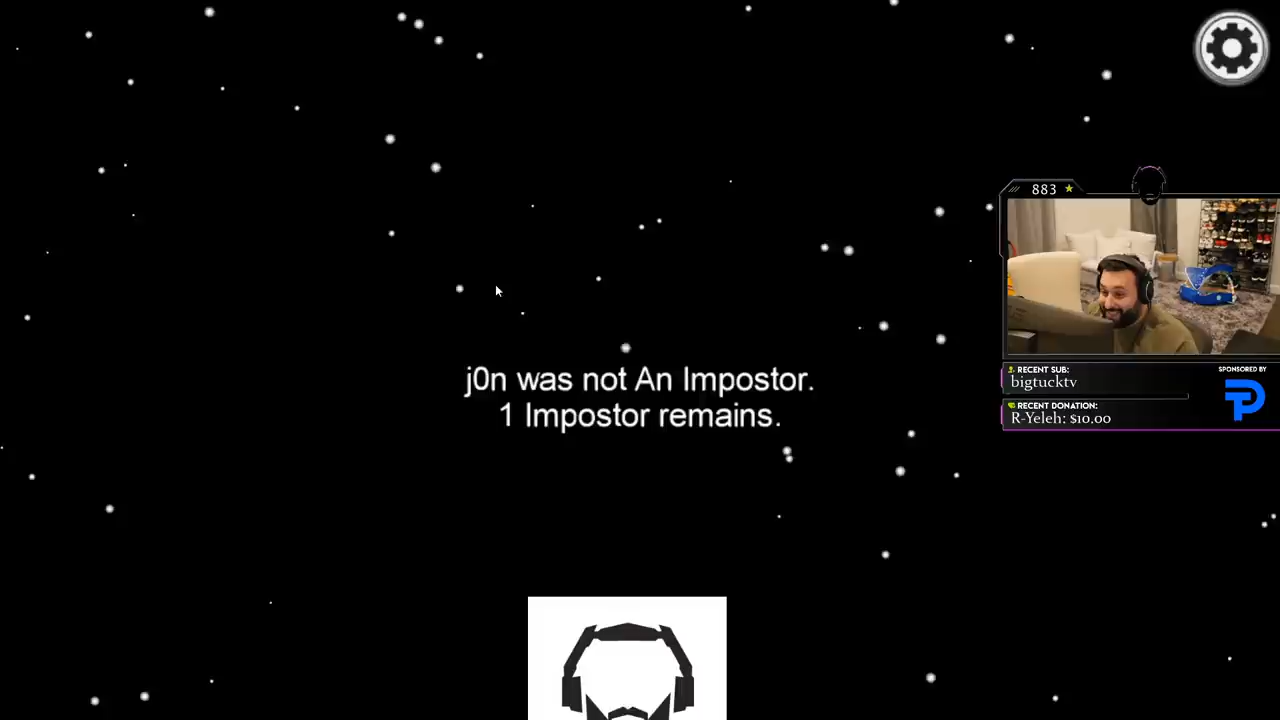 883
j0n was not An Impostor.
1 Impostor remains.
RECENT SUB:
bigtucktv
SPONSORED BY
RECENT DONATION:
R-Yeleh: $10.00